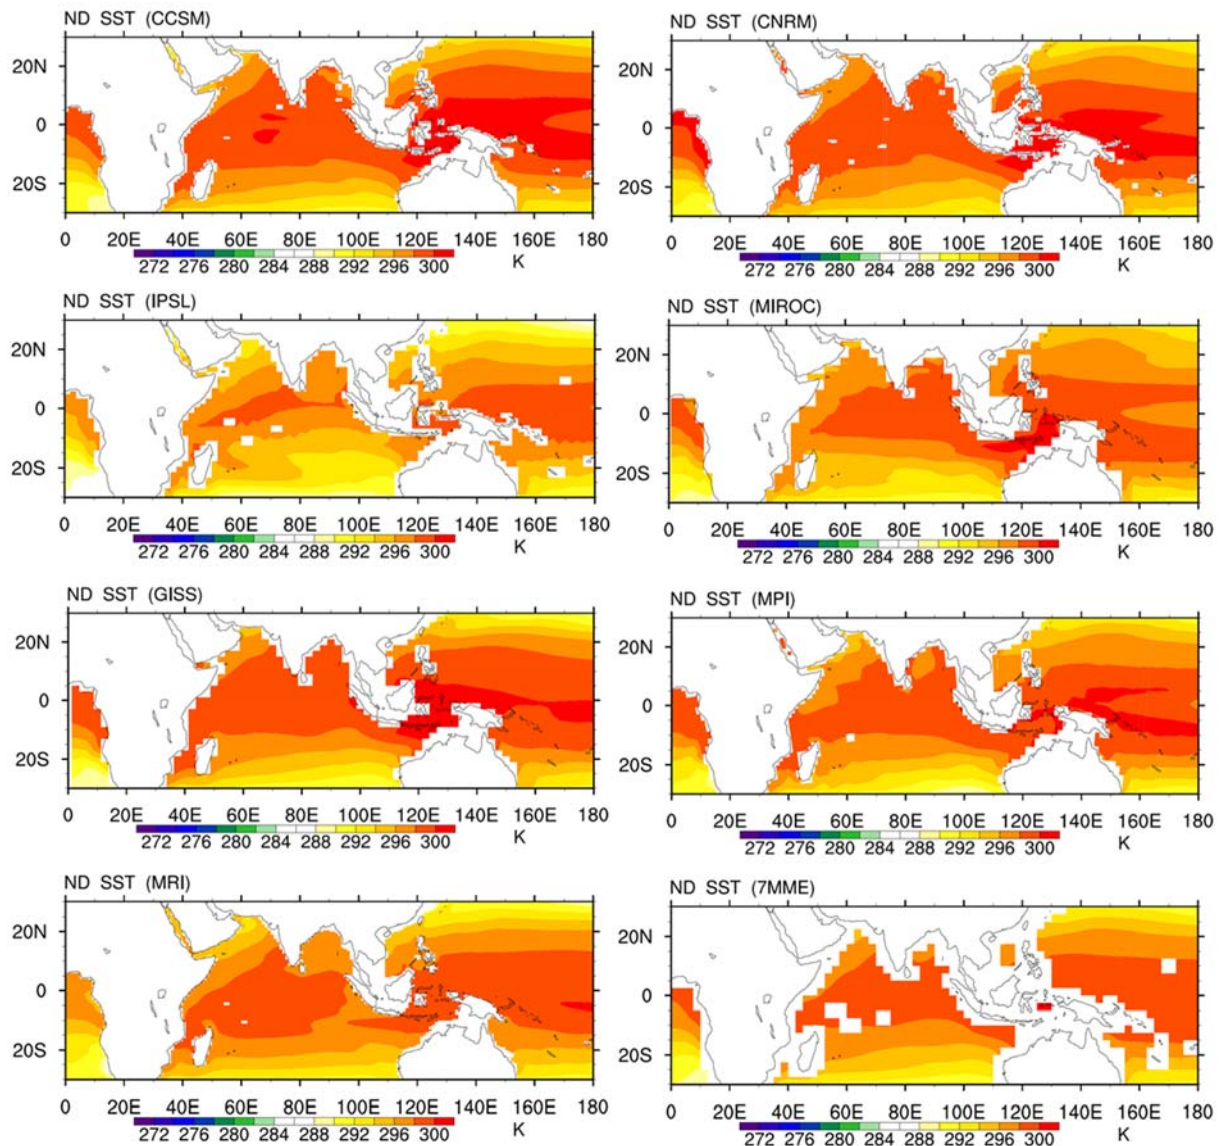 ND SST (CCSM)
20N
0
20S
0 20E 40E 60E 80E 100E 120E 140E 160E 180
272 276 280 284 288 292 296 300 K
ND SST (CNRM)
20N
0
20S
0 20E 40E 60E 80E 100E 120E 140E 160E 180
272 276 280 284 288 292 296 300 K
ND SST (IPSL)
20N
0
20S
0 20E 40E 60E 80E 100E 120E 140E 160E 180
272 276 280 284 288 292 296 300 K
ND SST (MIROC)
20N
0
20S
0 20E 40E 60E 80E 100E 120E 140E 160E 180
272 276 280 284 288 292 296 300 K
ND SST (GISS)
20N
0
20S
0 20E 40E 60E 80E 100E 120E 140E 160E 180
272 276 280 284 288 292 296 300 K
ND SST (MPI)
20N
0
20S
0 20E 40E 60E 80E 100E 120E 140E 160E 180
272 276 280 284 288 292 296 300 K
ND SST (MRI)
20N
0
20S
0 20E 40E 60E 80E 100E 120E 140E 160E 180
272 276 280 284 288 292 296 300 K
ND SST (7MME)
20N
0
20S
0 20E 40E 60E 80E 100E 120E 140E 160E 180
272 276 280 284 288 292 296 300 K